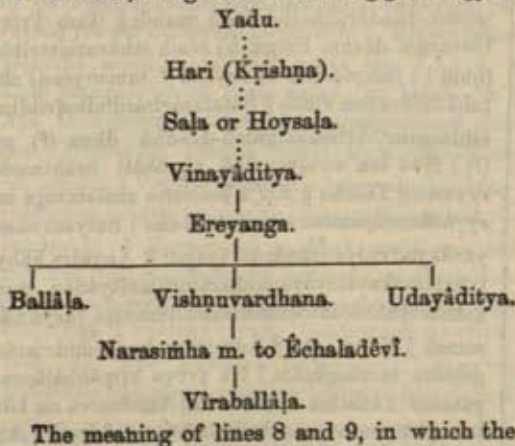 Yadu.
Hari (Kṛishṇa).
Saḷa or Hoysaḷa.
Vinayâditya.
Eṛeyanga.
Ballâḷa. Vishṇuvardhana. Udayâditya.
Narasiṁha m. to Êchaladêvî.
Vîraballâḷa.
The meaning of lines 8 and 9, in which the